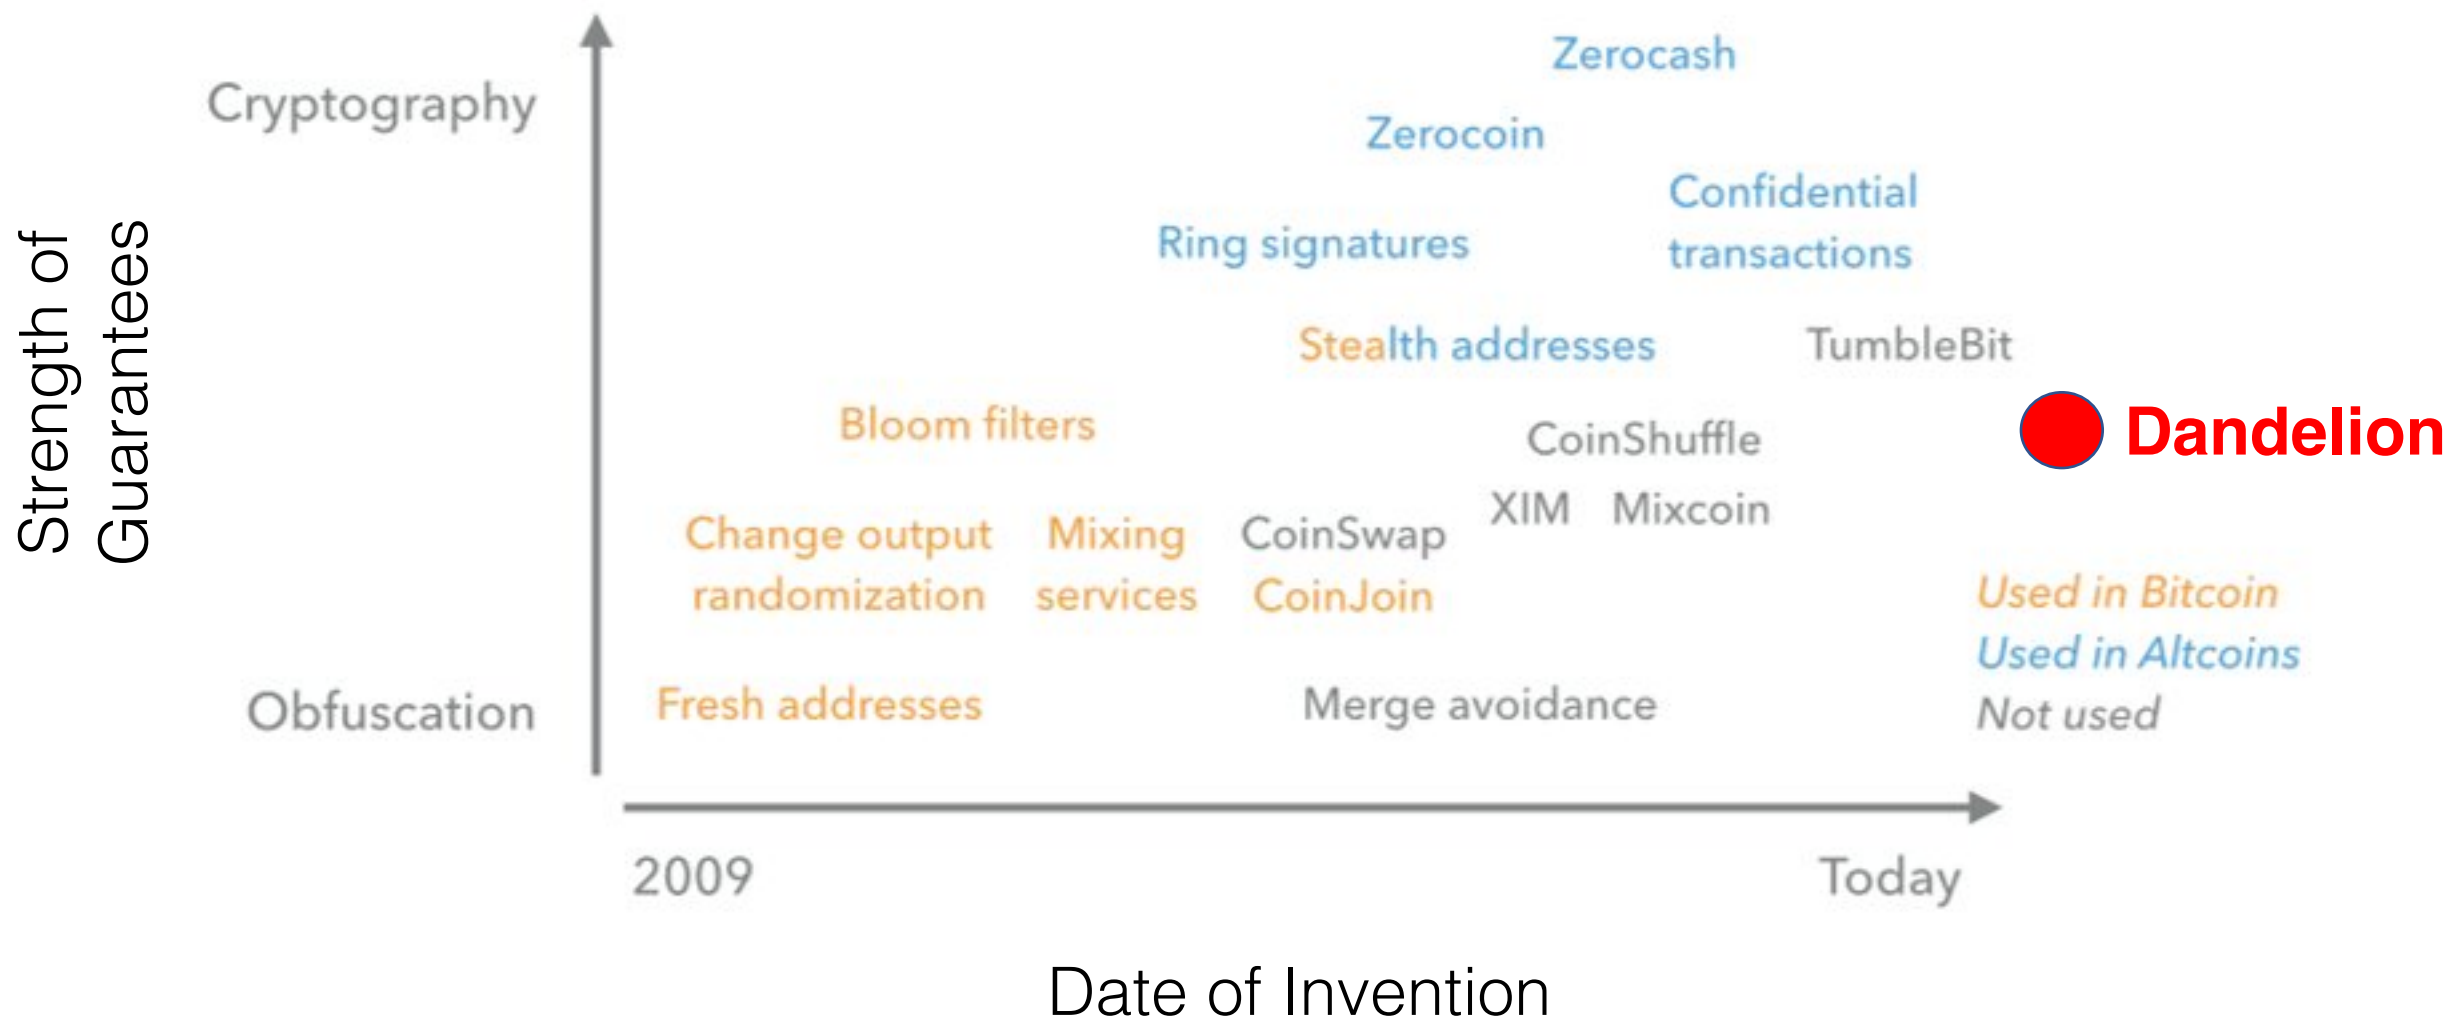 Zerocash
Cryptography
Zerocoin
Confidential
transactions
Ring signatures
Strength of
Guarantees
Stealth addresses
TumbleBit
Bloom filters
CoinShuffle
Dandelion
XIM
Mixcoin
Change output
randomization
Mixing
services
CoinSwap
CoinJoin
Used in Bitcoin
Used in Altcoins
Not used
Obfuscation
Fresh addresses
Merge avoidance
2009
Today
Date of Invention